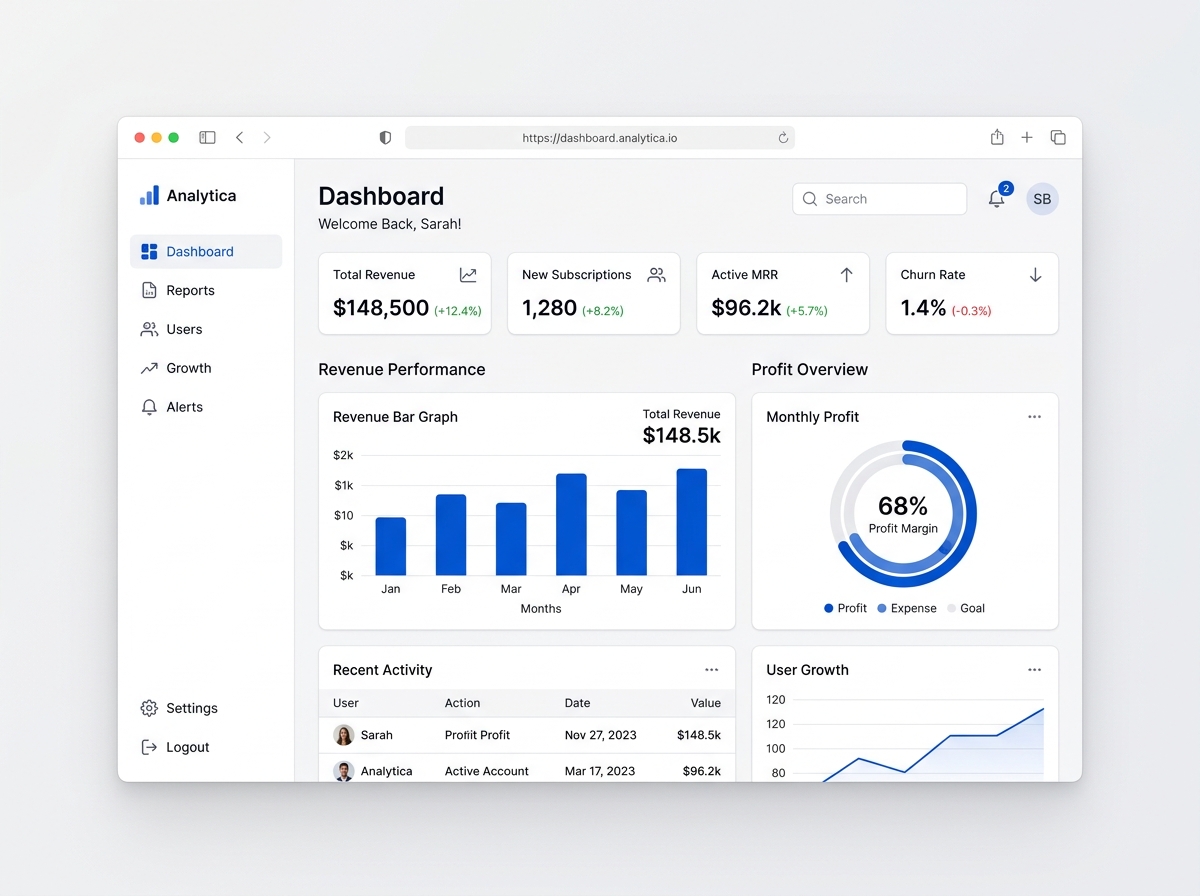 https://dashboard.analytica.io
Analytica
Dashboard
Reports
Users
Growth
Alerts
Settings
Logout
Dashboard
Welcome Back, Sarah!
Search
2
SB
Total Revenue
$148,500 (+12.4%)
New Subscriptions
1,280 (+8.2%)
Active MRR
$96.2k (+5.7%)
Churn Rate
1.4% (-0.3%)
Revenue Performance
Revenue Bar Graph
Total Revenue
$148.5k
$2k
$1k
$10
$k
$k
Jan Feb Mar Apr May Jun
Months
Profit Overview
Monthly Profit
68%
Profit Margin
Profit Expense Goal
Recent Activity
User Action Date Value
Sarah Profit Nov 27, 2023 $148.5k
Analytica Active Account Mar 17, 2023 $96.2k
User Growth
120
120
100
80